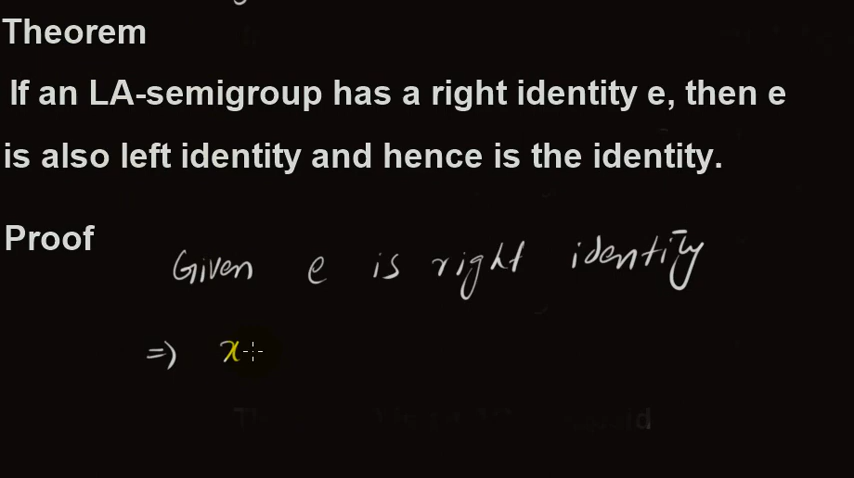 Theorem
If an LA-semigroup has a right identity e, then e
is also left identity and hence is the identity.
Proof
Given e is right identity
=> x